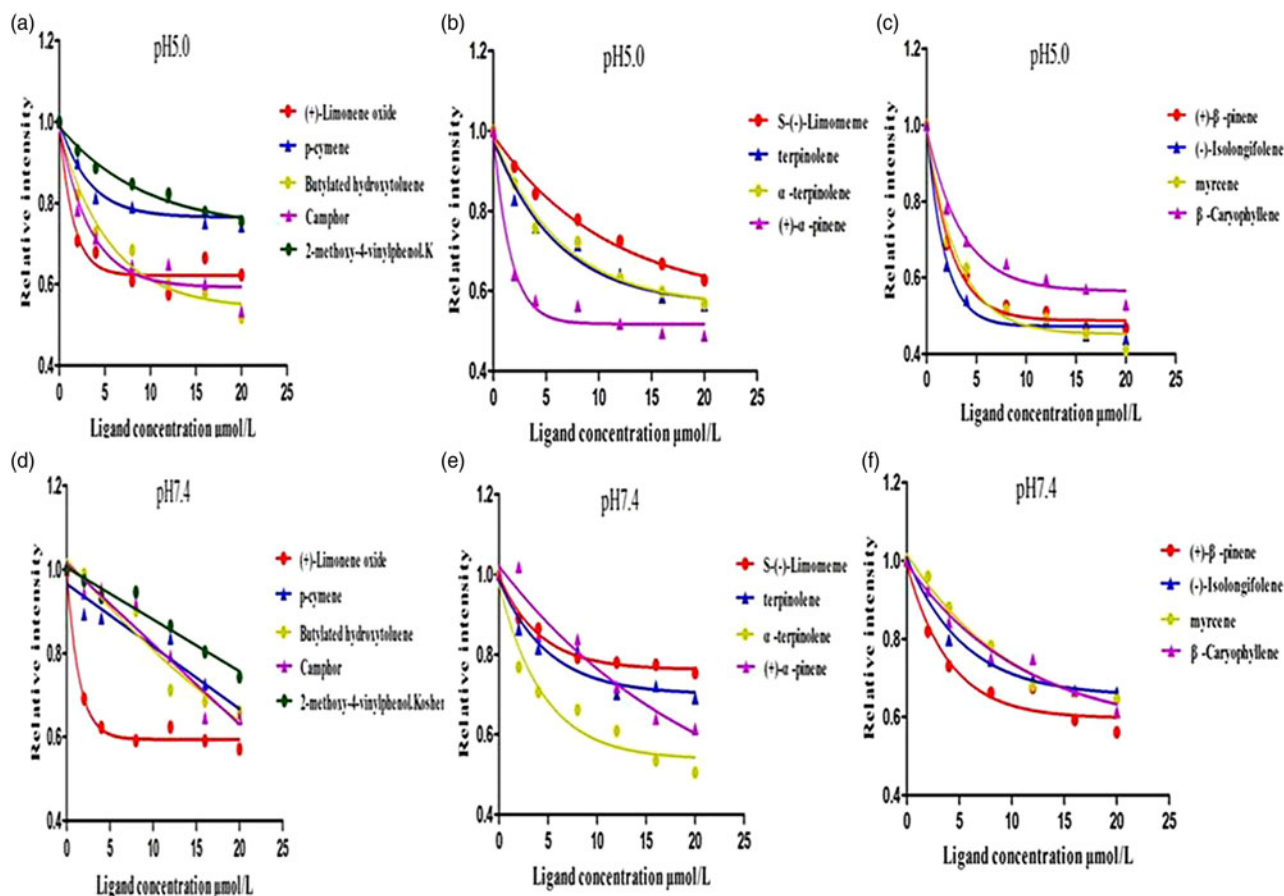 (a)
pH5.0
1.2
1.0
0.8
0.6
0.4
0 5 10 15 20 25
Relative intensity
Ligand concentration μmol/L
(+)-Limonene oxide
p-cymene
Butylated hydroxytoluene
Camphor
2-methoxy-4-vinylphenol.K
(b)
pH5.0
1.2
1.0
0.8
0.6
0.4
0 5 10 15 20 25
Relative intensity
Ligand concentration μmol/L
S-(-)-Limomeme
terpinolene
α-terpinolene
(+)-α -pinene
(c)
pH5.0
1.2
1.0
0.8
0.6
0.4
0 5 10 15 20 25
Relative intensity
Ligand concentration μmol/L
(+)-β -pinene
(-)-Isolongifolene
myrcene
β -Caryophyllene
(d)
pH7.4
1.2
1.0
0.8
0.6
0.4
0 5 10 15 20 25
Relative intensity
Ligand concentration μmol/L
(+)-Limonene oxide
p-cymene
Butylated hydroxytoluene
Camphor
2-methoxy-4-vinylphenol.Kosher
(e)
pH7.4
1.2
1.0
0.8
0.6
0.4
0 5 10 15 20 25
Relative intensity
Ligand concentration μmol/L
S-(-)-Limomeme
terpinolene
α-terpinolene
(+)-α -pinene
(f)
pH7.4
1.2
1.0
0.8
0.6
0.4
0 5 10 15 20 25
Relative intensity
Ligand concentration μmol/L
(+)-β -pinene
(-)-Isolongifolene
myrcene
β -Caryophyllene